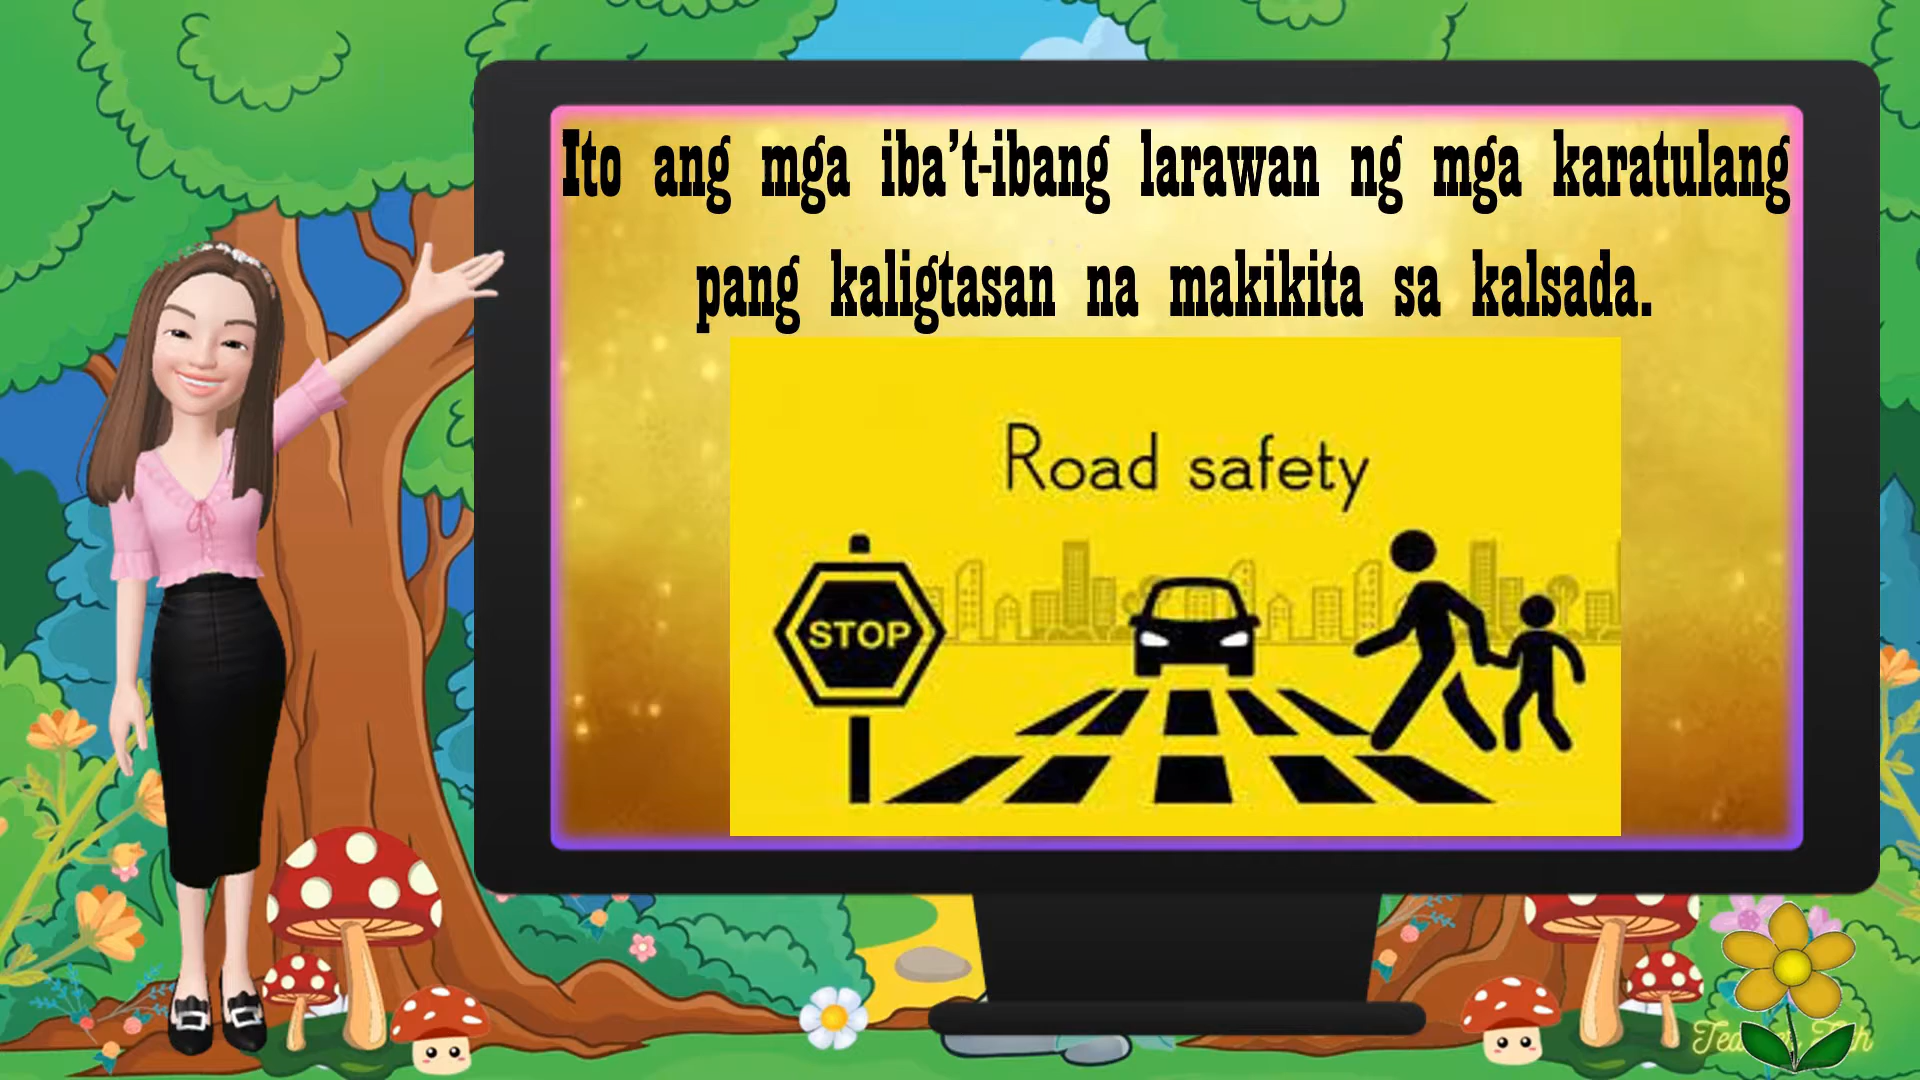 Ito ang mga iba't-ibang larawan ng mga karatulang
pang kaligtasan na makikita sa kalsada.
Road safety
STOP